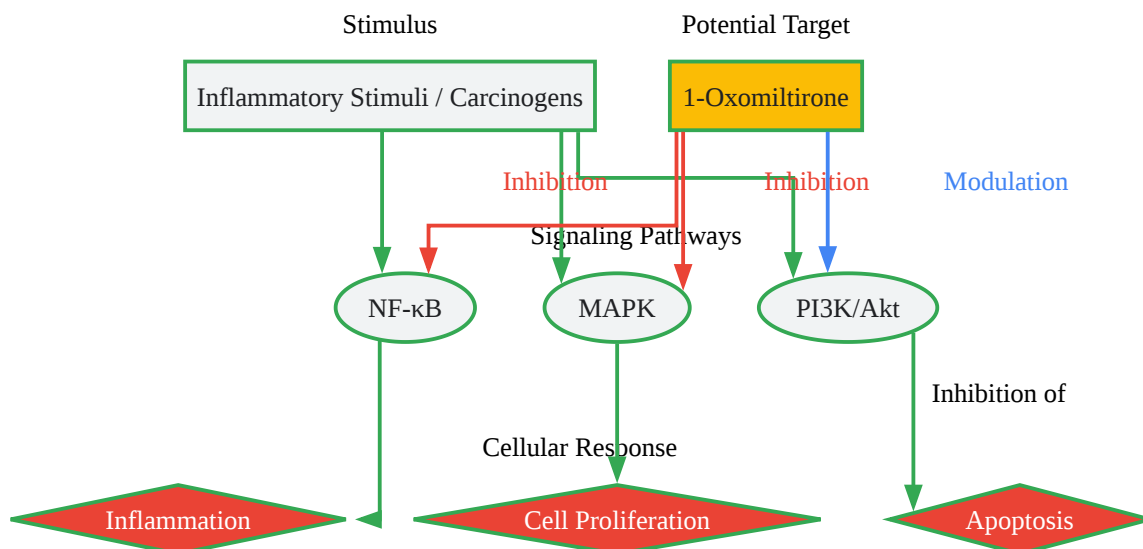 Stimulus
Potential Target
Inflammatory Stimuli / Carcinogens
1-Oxomiltirone
Inhibition
Inhibition
Modulation
Signaling Pathways
NF-κB
MAPK
PI3K/Akt
Inhibition of
Cellular Response
Inflammation
Cell Proliferation
Apoptosis